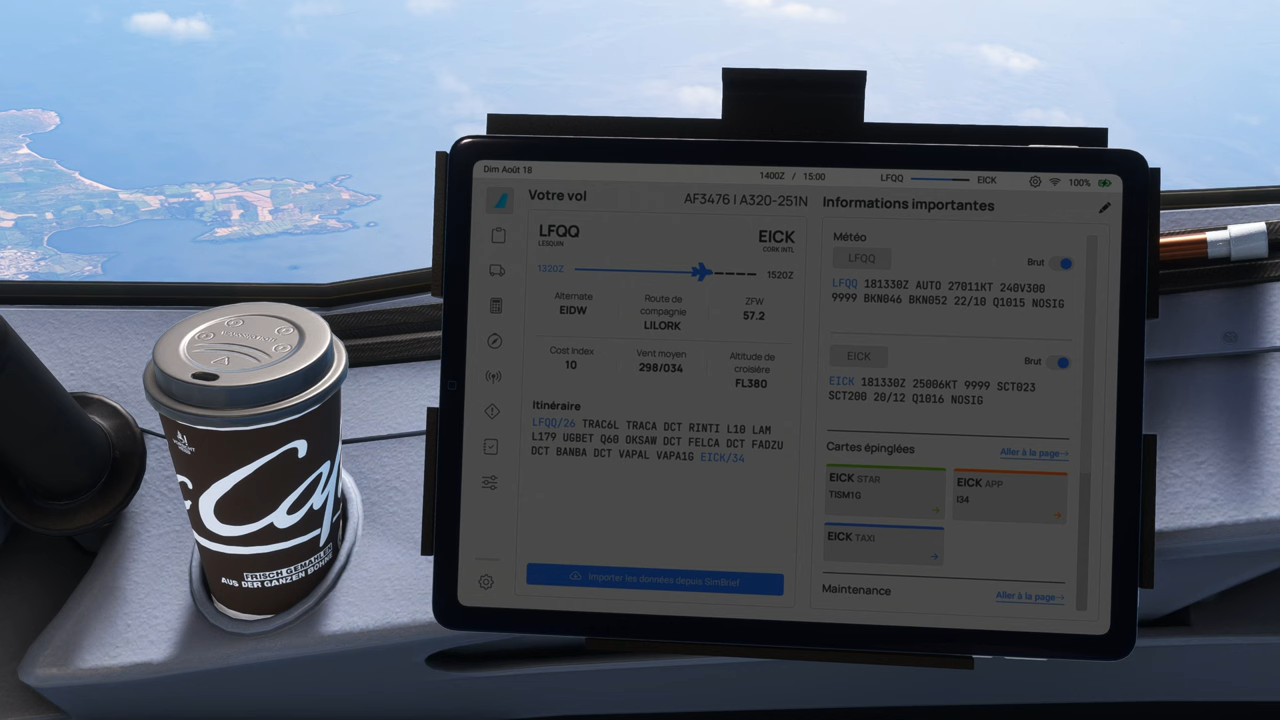 Dim Août 18
1400Z / 15:00
LFQQ EICK
100%
Votre vol
AF3476 | A320-251N
LFQQ
LESQUIN
EICK
CORK INTL
1320Z
1520Z
Alternate
EIDW
Route de
compagnie
LILORK
ZFW
57.2
Cost Index
10
Vent moyen
298/034
Altitude de
croisière
FL380
Itinéraire
LFQQ/26 TRAC6L TRACA DCT RINTI L10 LAM
L179 UGBET Q60 OKSAW DCT FELCA DCT FADZU
DCT BANBA DCT VAPAL VAPA1G EICK/34
Importer les données depuis SimBrief
Informations importantes
Météo
LFQQ
Brut
LFQQ 181330Z AUTO 27011KT 240V300
9999 BKN046 BKN052 22/10 Q1015 NOSIG
EICK
Brut
EICK 181330Z 25006KT 9999 SCT023
SCT200 20/12 Q1016 NOSIG
Cartes épinglées
Aller à la page
EICK STAR
TISM1G
EICK APP
I34
EICK TAXI
Maintenance
Aller à la page
FRISCH GEMAHLEN
AUS DER GANZEN BOHNE